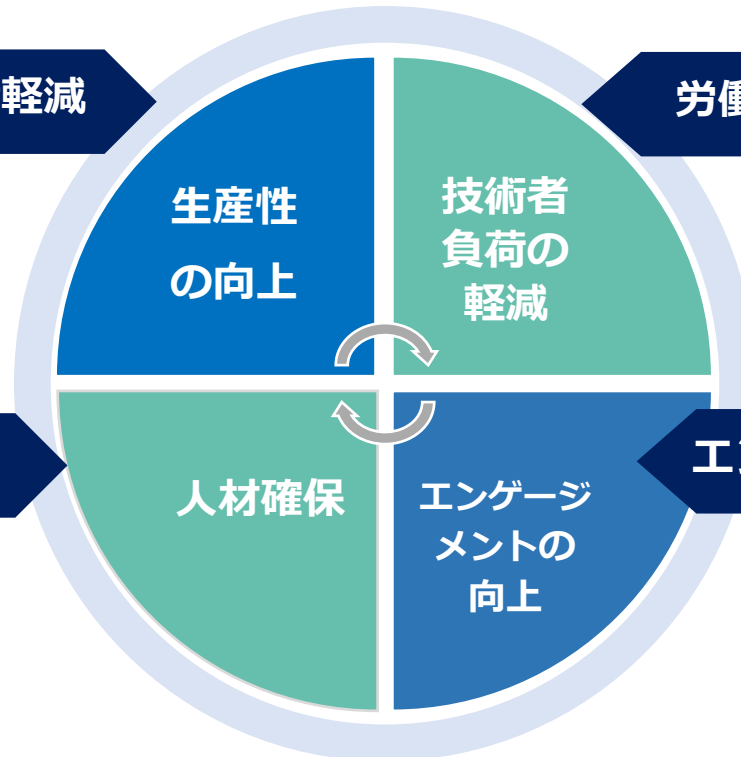 軽減
労働
生産性
の向上
技術者
負荷の
軽減
エン
人材確保
エンゲージ
メントの
向上